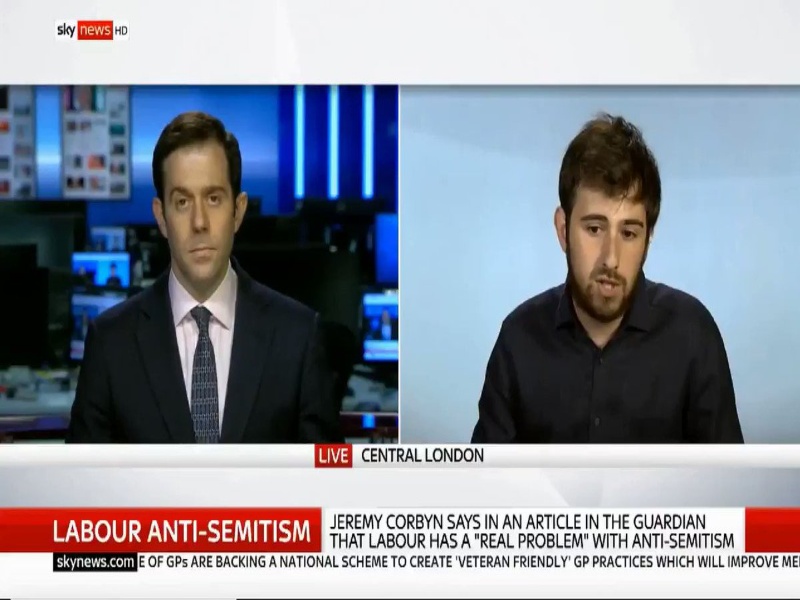 sky news HD
LIVE CENTRAL LONDON
LABOUR ANTI-SEMITISM
JEREMY CORBYN SAYS IN AN ARTICLE IN THE GUARDIAN
THAT LABOUR HAS A "REAL PROBLEM" WITH ANTI-SEMITISM
skynews.com E OF GPs ARE BACKING A NATIONAL SCHEME TO CREATE 'VETERAN FRIENDLY' GP PRACTICES WHICH WILL IMPROVE ME